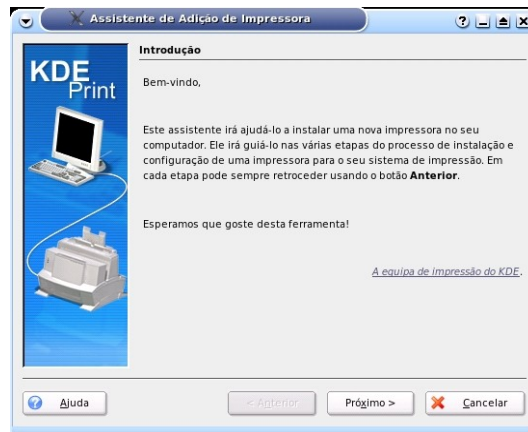 Assistente de Adição de Impressora
KDE
Print
Introdução
Bem-vindo,
Este assistente irá ajudá-lo a instalar uma nova impressora no seu
computador. Ele irá guiá-lo nas várias etapas do processo de instalação e
configuração de uma impressora para o seu sistema de impressão. Em
cada etapa pode sempre retroceder usando o botão Anterior.
Esperamos que goste desta ferramenta!
A equipa de impressão do KDE.
Ajuda
< Anterior
Próximo >
Cancelar